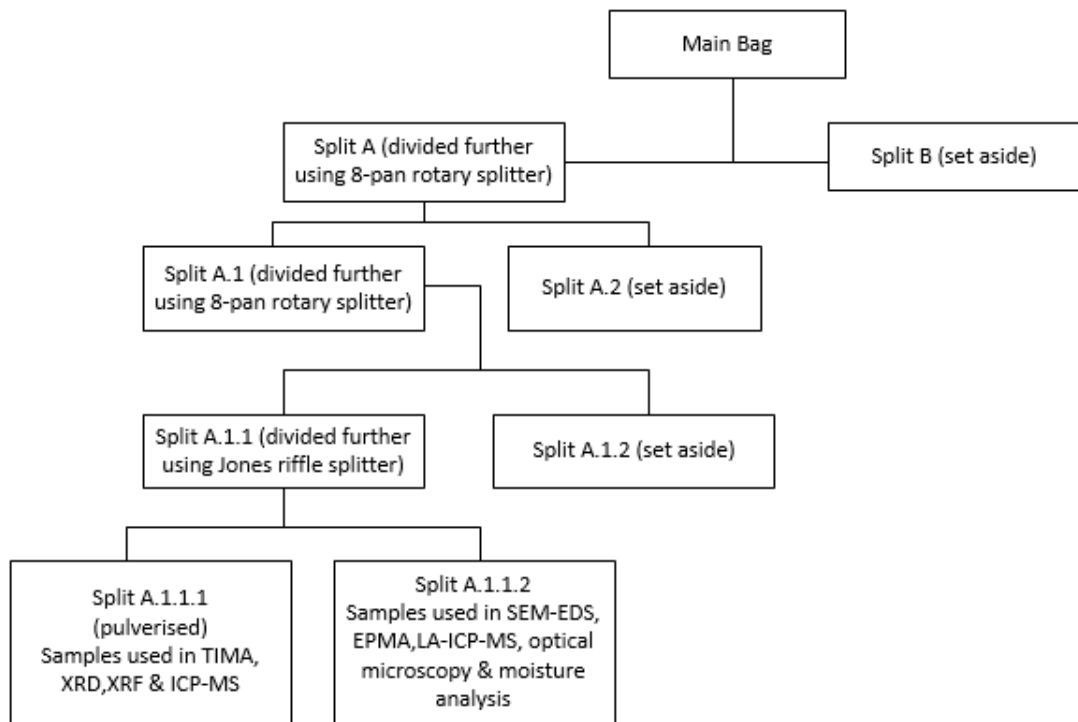 Main Bag
Split A (divided further
using 8-pan rotary splitter)
Split B (set aside)
Split A.1 (divided further
using 8-pan rotary splitter)
Split A.2 (set aside)
Split A.1.1 (divided further
using Jones riffle splitter)
Split A.1.2 (set aside)
Split A.1.1.1
(pulverised)
Samples used in TIMA,
XRD,XRF & ICP-MS
Split A.1.1.2
Samples used in SEM-EDS,
EPMA,LA-ICP-MS, optical
microscopy & moisture
analysis